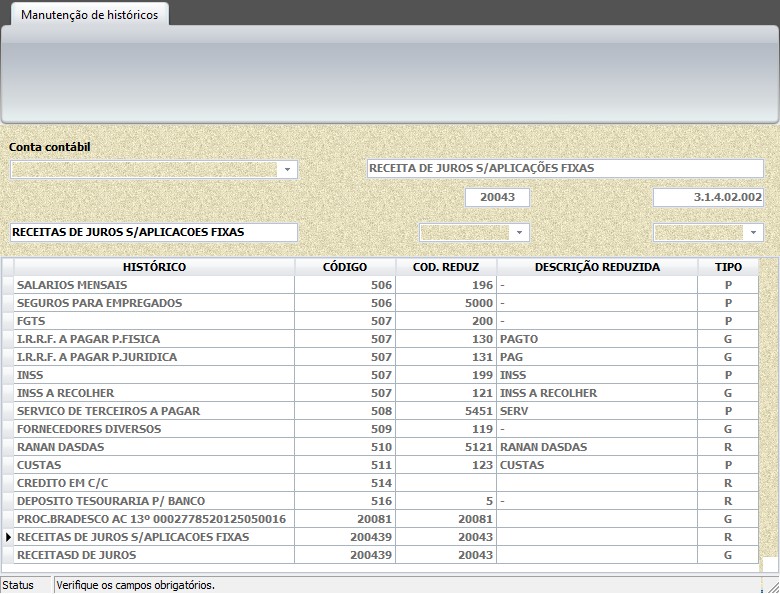 Manutenção de históricos
Conta contábil
RECEITA DE JUROS S/APLICAÇÕES FIXAS
20043 3.1.4.02.002
RECEITAS DE JUROS S/APLICACOES FIXAS
HISTÓRICO CÓDIGO COD. REDUZ DESCRIÇÃO REDUZIDA TIPO
SALARIOS MENSAIS 506 196 - P
SEGUROS PARA EMPREGADOS 506 5000 - P
FGTS 507 200 - P
I.R.R.F. A PAGAR P.FISICA 507 130 PAGTO G
I.R.R.F. A PAGAR P.JURIDICA 507 131 PAG G
INSS 507 199 INSS P
INSS A RECOLHER 507 121 INSS A RECOLHER G
SERVICO DE TERCEIROS A PAGAR 508 5451 SERV P
FORNECEDORES DIVERSOS 509 119 - G
RANAN DASDAS 510 5121 RANAN DASDAS R
CUSTAS 511 123 CUSTAS P
CREDITO EM C/C 514 R
DEPOSITO TESOURARIA P/ BANCO 516 5 - R
PROC.BRADESCO AC 13º 0002778520125050016 20081 20081 G
RECEITAS DE JUROS S/APLICACOES FIXAS 200439 20043 R
RECEITASD DE JUROS 200439 20043 G
Status Verifique os campos obrigatórios.